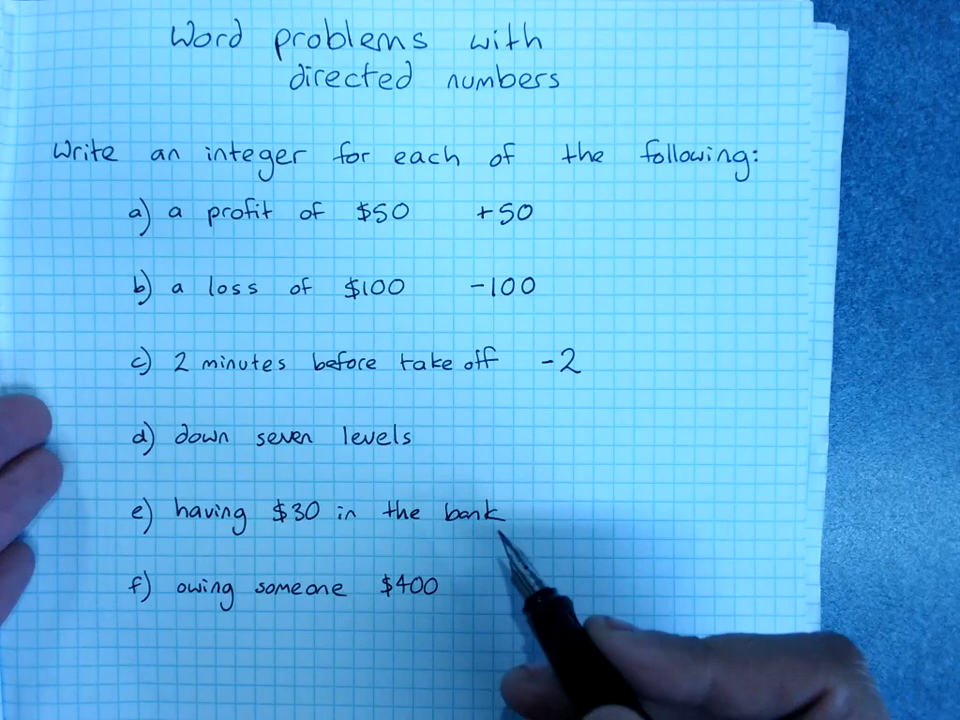 Word problems with
directed numbers
Write an integer for each of the following:
a) a profit of $50 +50
b) a loss of $100 -100
c) 2 minutes before take off -2
d) down seven levels
e) having $30 in the bank
f) owing someone $400